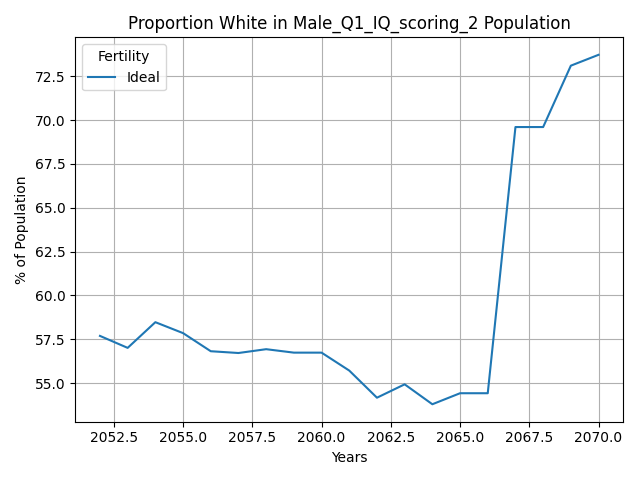 Proportion White in Male_Q1_IQ_scoring_2 Population
Fertility
Ideal
72.5
70.0
67.5
65.0
62.5
60.0
57.5
55.0
% of Population
2052.5 2055.0 2057.5 2060.0 2062.5 2065.0 2067.5 2070.0
Years